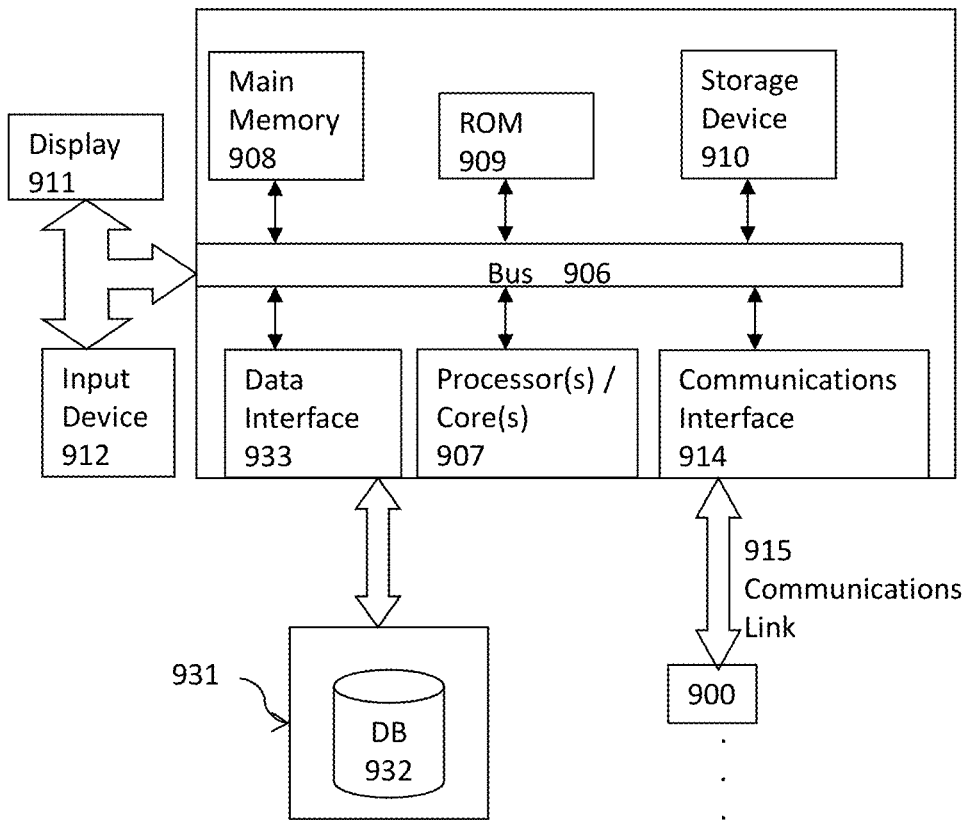 Main
Memory
908
ROM
909
Storage
Device
910
Display
911
Bus 906
Input
Device
912
Data
Interface
933
Processor(s) /
Core(s)
907
Communications
Interface
914
915
Communications
Link
931
DB
932
900